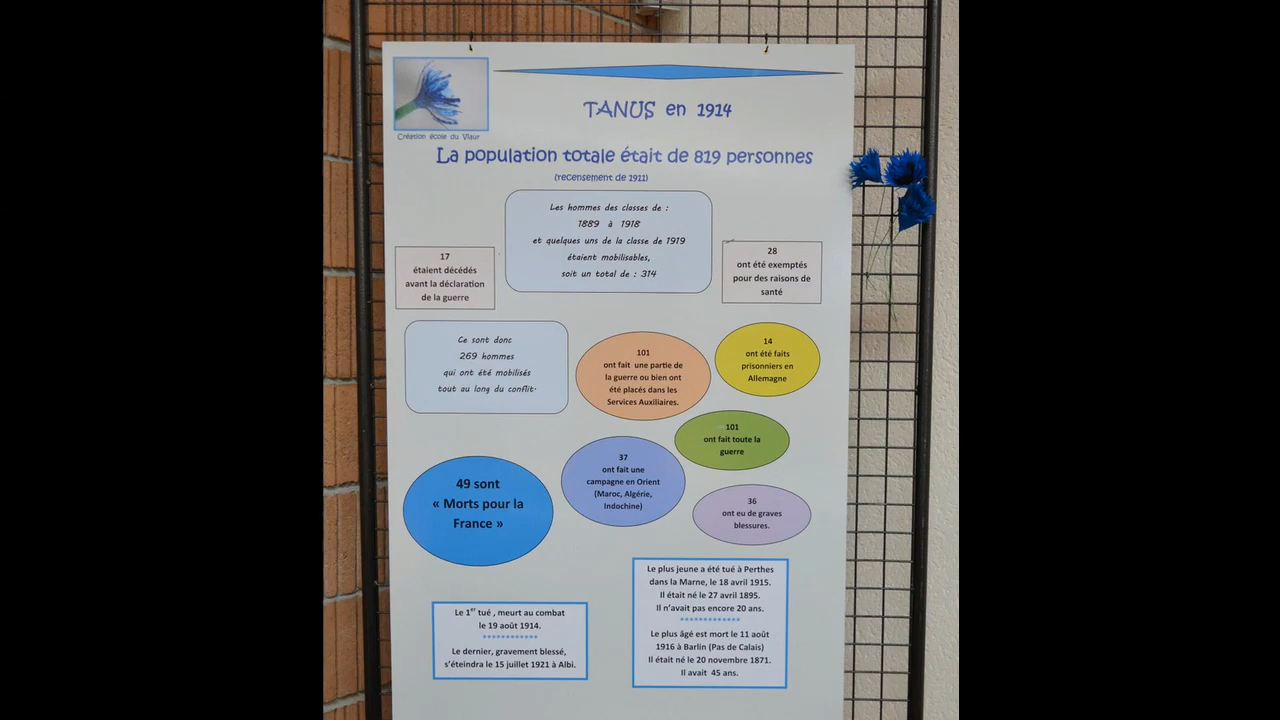 Création école du Viaur
TANUS en 1914
La population totale était de 819 personnes
(recensement de 1911)
Les hommes des classes de :
1889 à 1918
et quelques uns de la classe de 1919
étaient mobilisables,
soit un total de : 314
17
étaient décédés
avant la déclaration
de la guerre
28
ont été exemptés
pour des raisons de
santé
Ce sont donc
269 hommes
qui ont été mobilisés
tout au long du conflit.
101
ont fait une partie de
la guerre ou bien ont
été placés dans les
Services Auxiliaires.
14
ont été faits
prisonniers en
Allemagne
101
ont fait toute la
guerre
37
ont fait une
campagne en Orient
(Maroc, Algérie,
Indochine)
36
ont eu de graves
blessures.
49 sont
« Morts pour la
France »
Le 1er tué , meurt au combat
le 19 août 1914.
************
Le dernier, gravement blessé,
s'éteindra le 15 juillet 1921 à Albi.
Le plus jeune a été tué à Perthes
dans la Marne, le 18 avril 1915.
Il était né le 27 avril 1895.
Il n'avait pas encore 20 ans.
*************
Le plus âgé est mort le 11 août
1916 à Barlin (Pas de Calais)
Il était né le 20 novembre 1871.
Il avait 45 ans.